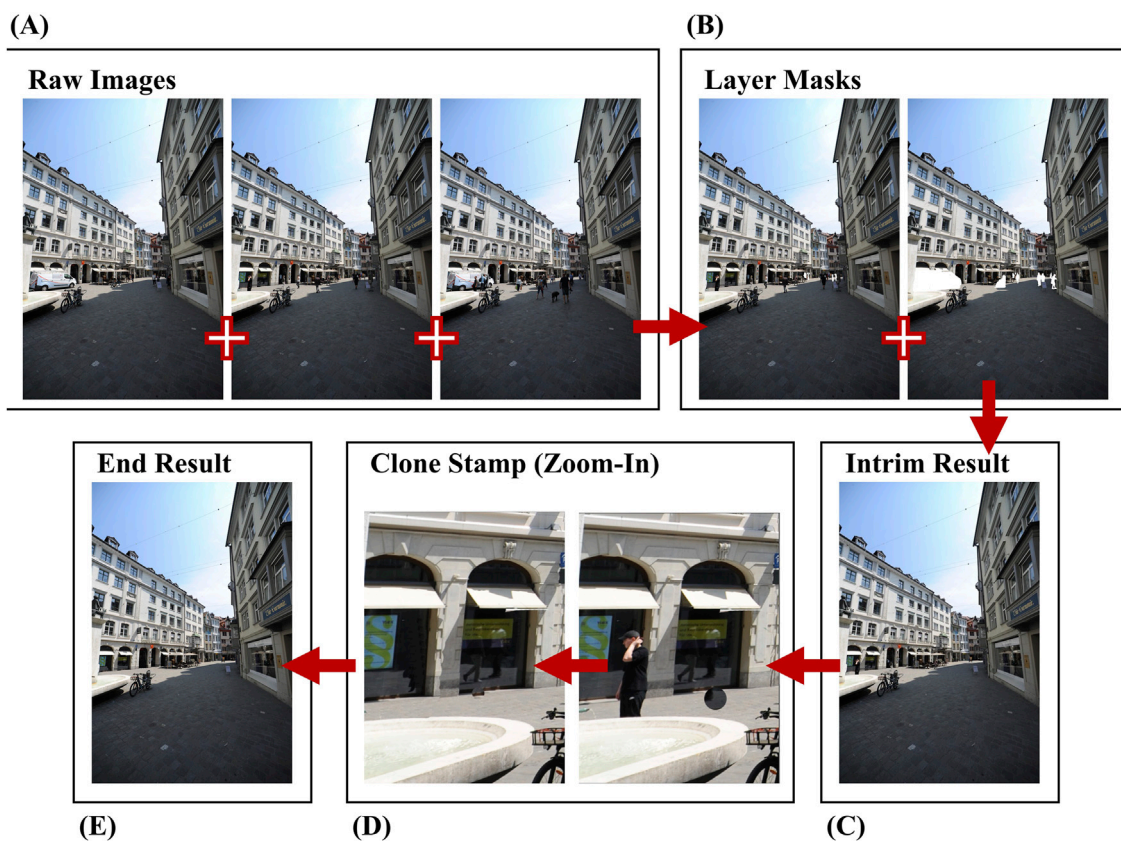 (A)
(B)
Raw Images
Layer Masks
End Result
Clone Stamp (Zoom-In)
Intrim Result
(E)
(D)
(C)